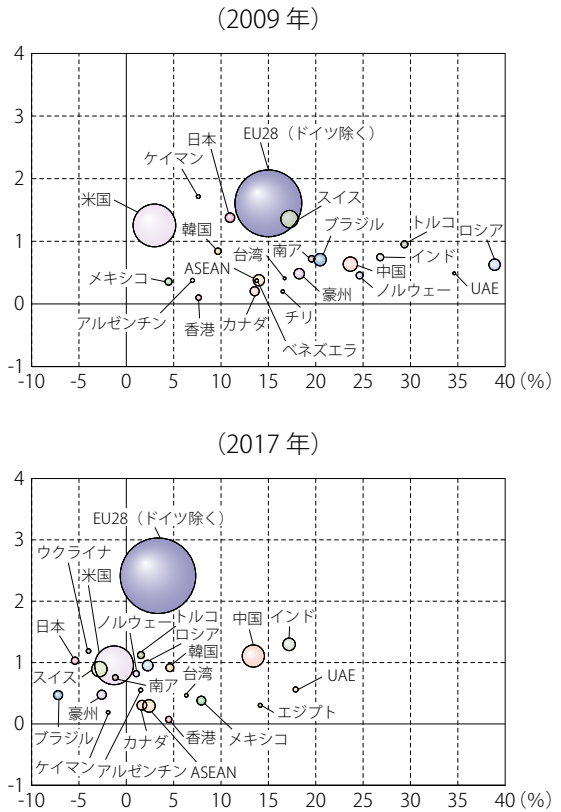 （2009 年）
4
3
2
1
0
-1
EU28（ドイツ除く）
日本
ケイマン
米国
スイス
ブラジル
トルコ
ロシア
韓国
台湾
南ア
インド
中国
ASEAN
メキシコ
豪州
ノルウェー
UAE
アルゼンチン
香港
カナダ
チリ
ベネズエラ
-10 -5 0 5 10 15 20 25 30 35 40 (%)
（2017 年）
4
3
2
1
0
-1
EU28（ドイツ除く）
ウクライナ
米国
ノルウェー
トルコ
中国
インド
日本
ロシア
韓国
スイス
南ア
台湾
UAE
豪州
エジプト
ブラジル
カナダ
香港
メキシコ
ケイマン
アルゼンチン
ASEAN
-10 -5 0 5 10 15 20 25 30 35 40 (%)